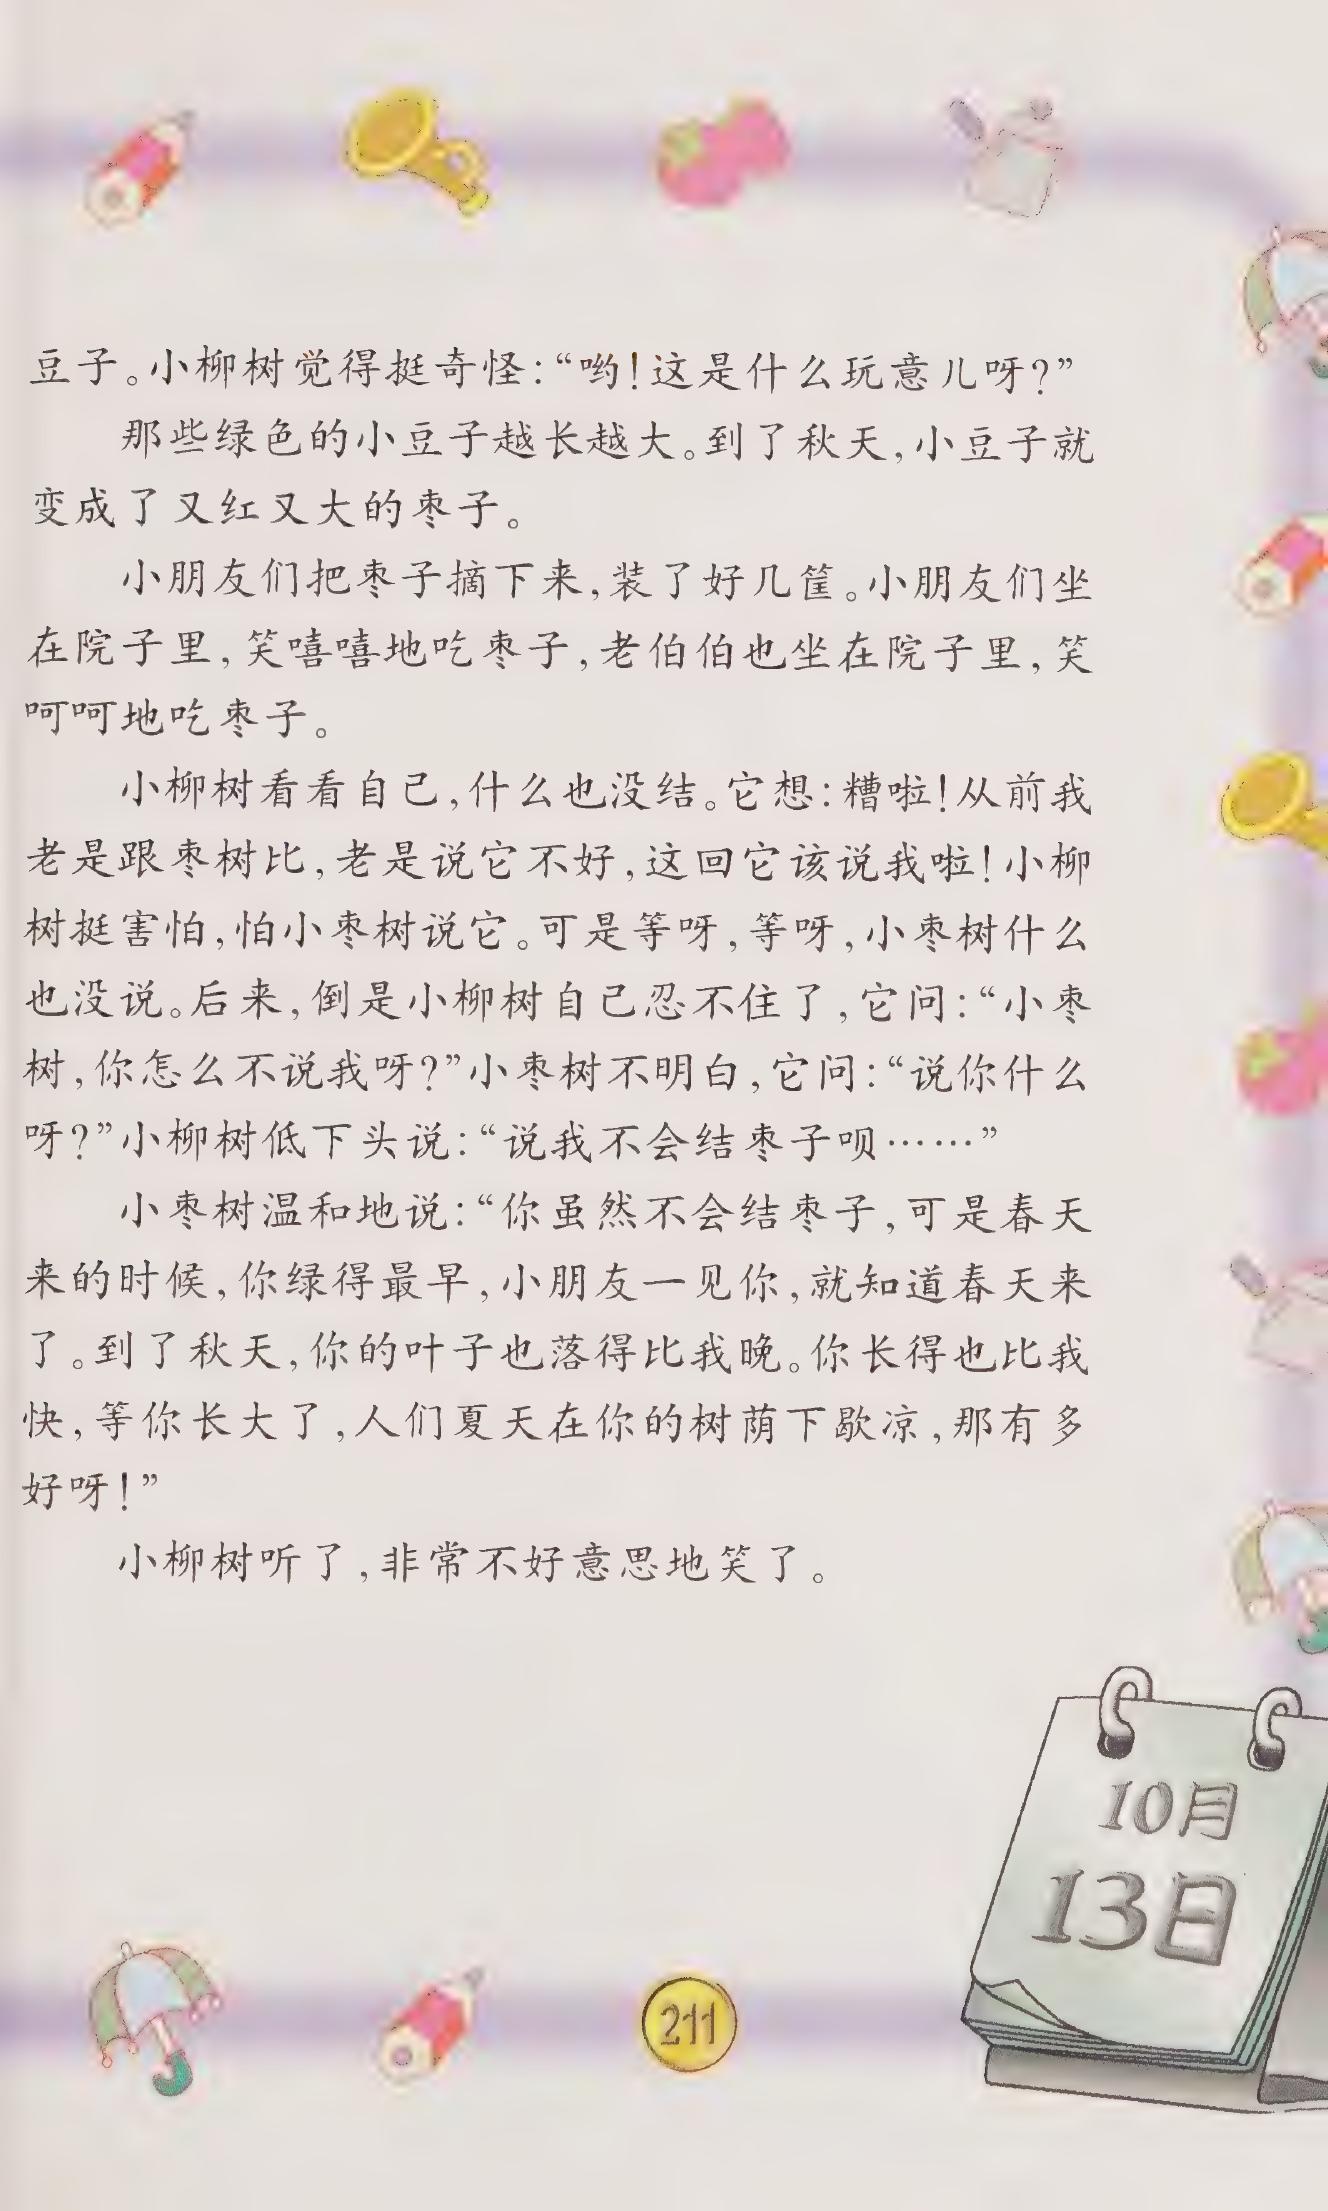 豆子。小柳树觉得挺奇怪：“哟！这是什么玩意儿呀？”
那些绿色的小豆子越长越大。到了秋天，小豆子就
变成了又红又大的枣子。
小朋友们把枣子摘下来，装了好几筐。小朋友们坐
在院子里，笑嘻嘻地吃枣子，老伯伯也坐在院子里，笑
呵呵地吃枣子。
小柳树看看自己，什么也没结。它想：糟啦！从前我
老是跟枣树比，老是说它不好，这回它该说我啦！小柳
树挺害怕，怕小枣树说它。可是等呀，等呀，小枣树什么
也没说。后来，倒是小柳树自己忍不住了，它问：“小枣
树，你怎么不说我呀？”小枣树不明白，它问：“说你什么
呀？”小柳树低下头说：“说我不会结枣子呗……”
小枣树温和地说：“你虽然不会结枣子，可是春天
来的时候，你绿得最早，小朋友一见你，就知道春天来
了。到了秋天，你的叶子也落得比我晚。你长得也比我
快，等你长大了，人们夏天在你的树荫下歇凉，那有多
好呀！”
小柳树听了，非常不好意思地笑了。
10月
13日
211